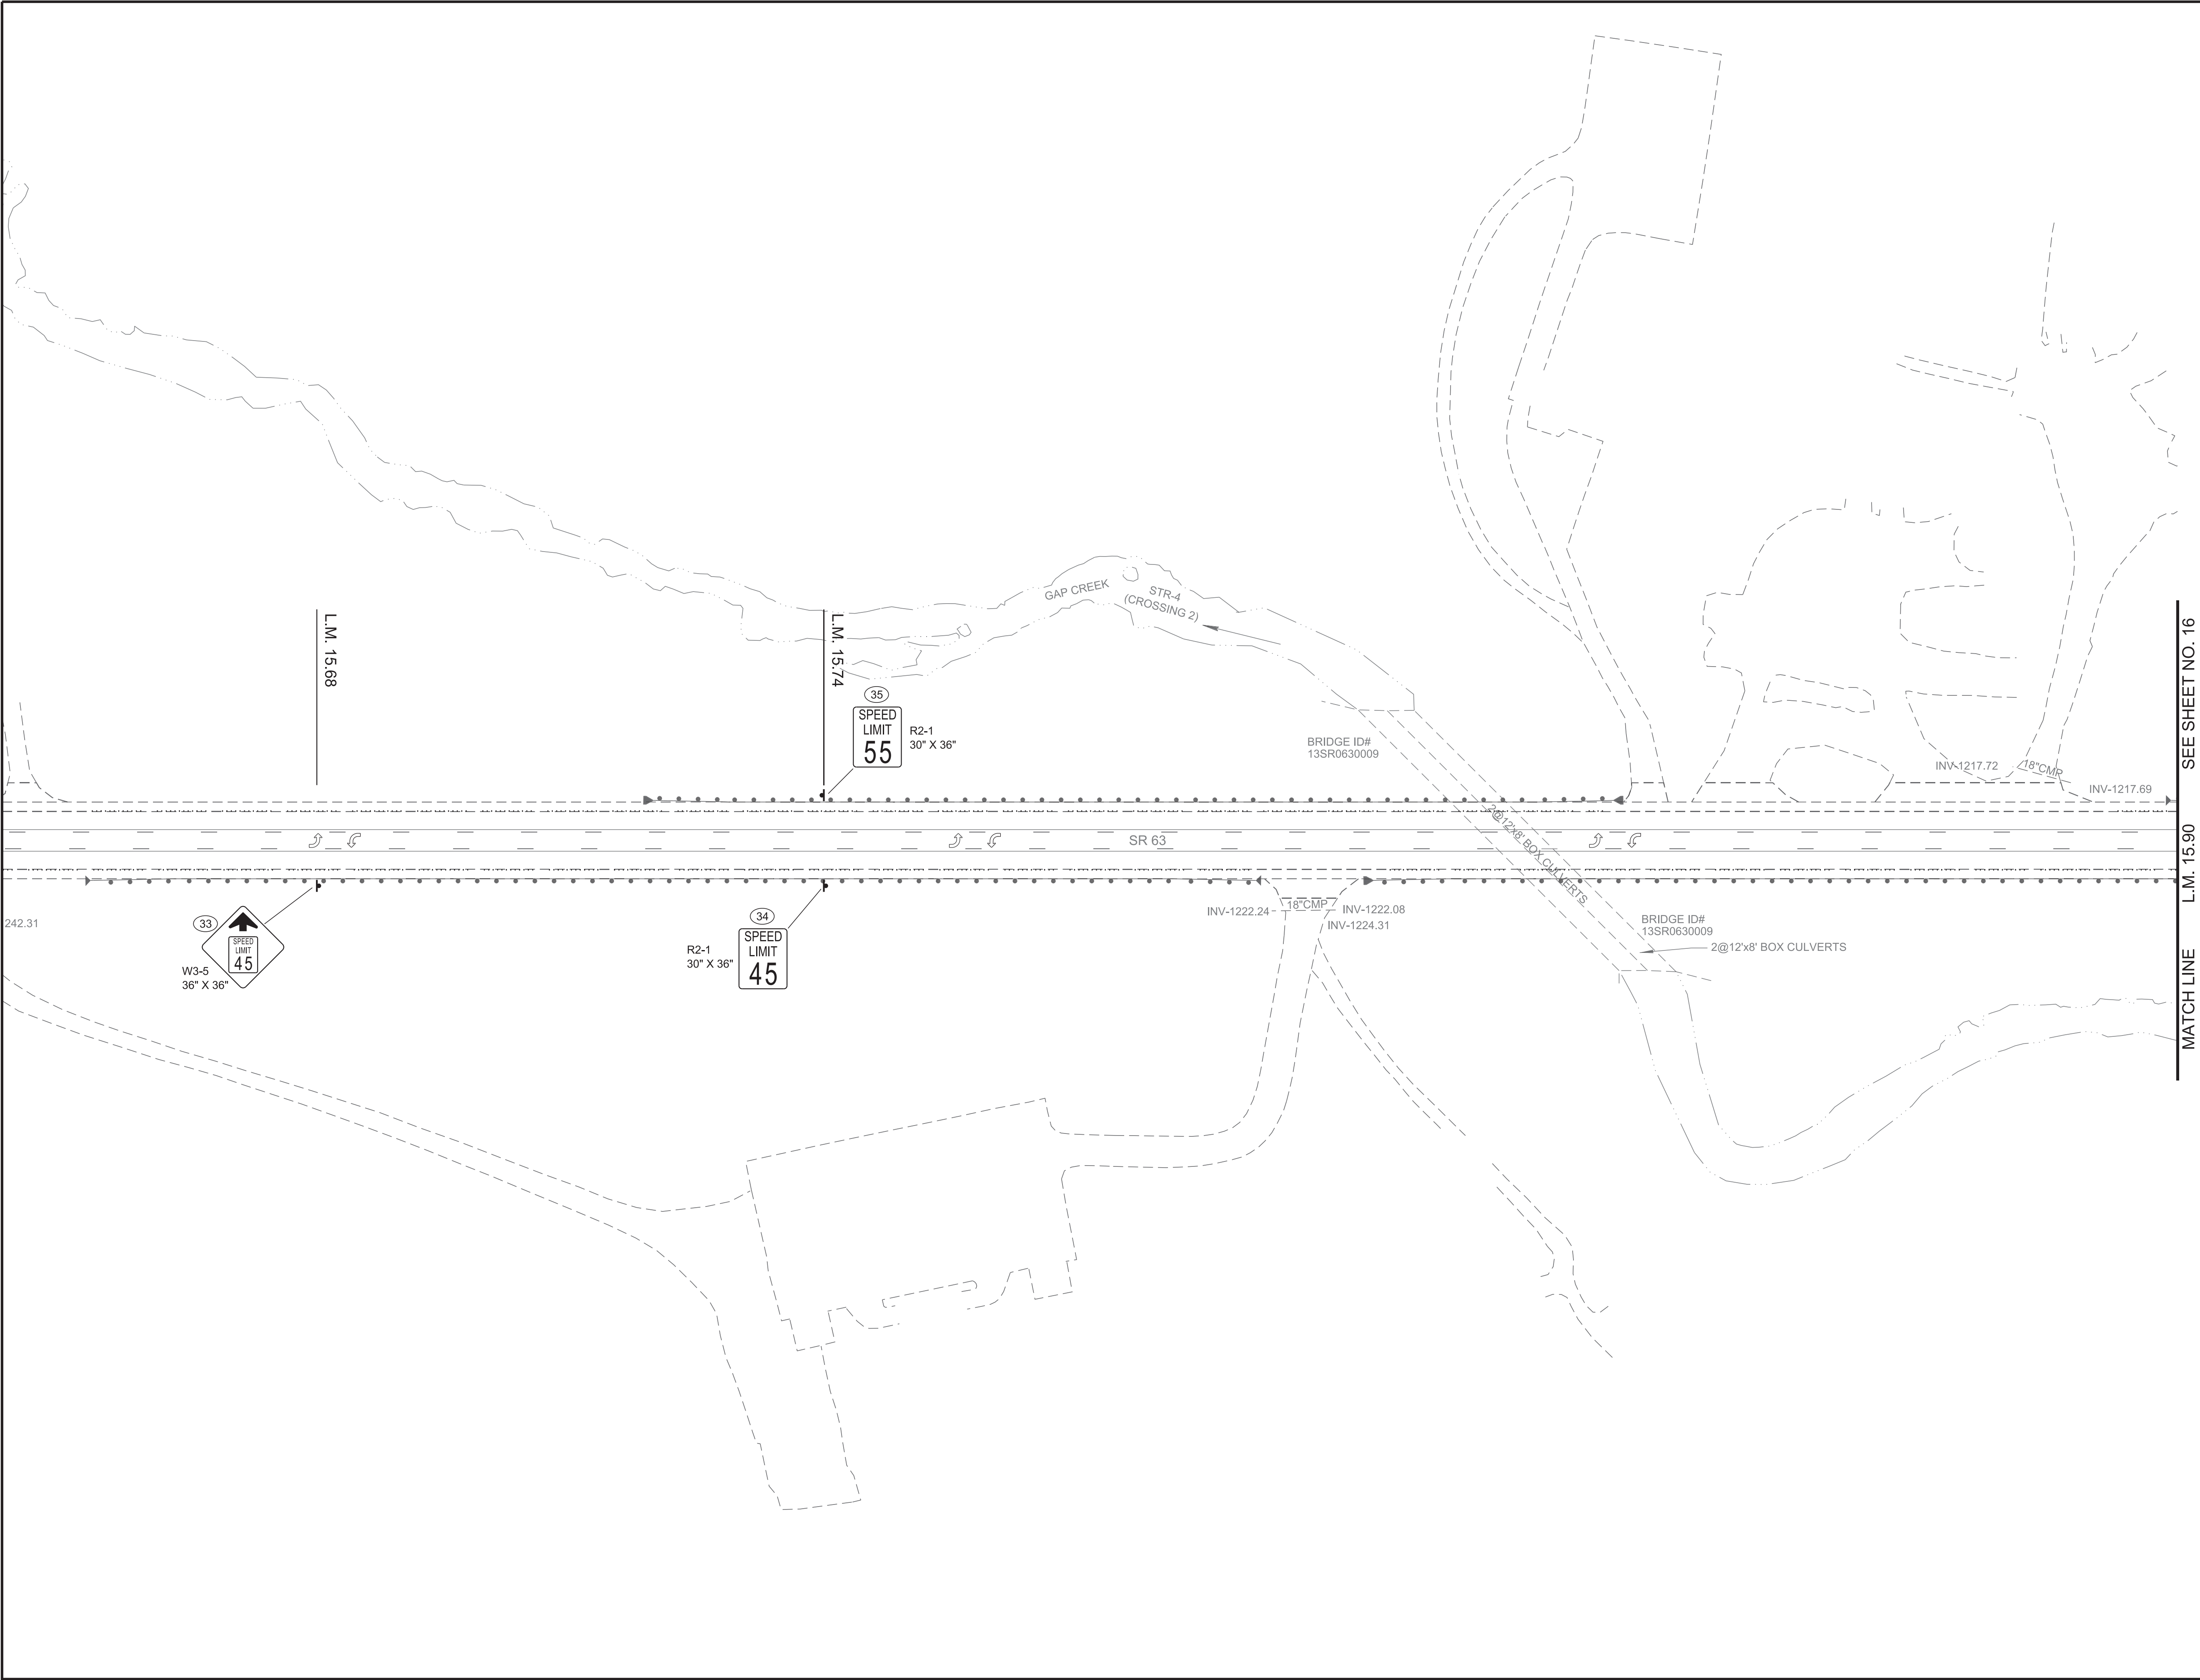 GAP CREEK
STR-4
(CROSSING 2)
L.M. 15.68
L.M. 15.74
35
SPEED
LIMIT
55
R2-1
30" X 36"
BRIDGE ID#
13SR0630009
INV-1217.72
18"CMP
INV-1217.69
SEE SHEET NO. 16
L.M. 15.90
MATCH LINE
SR 63
2@12'x8' BOX CULVERTS
242.31
33
SPEED
LIMIT
45
W3-5
36" X 36"
34
SPEED
LIMIT
45
R2-1
30" X 36"
INV-1222.24
18"CMP
INV-1222.08
INV-1224.31
BRIDGE ID#
13SR0630009
2@12'x8' BOX CULVERTS